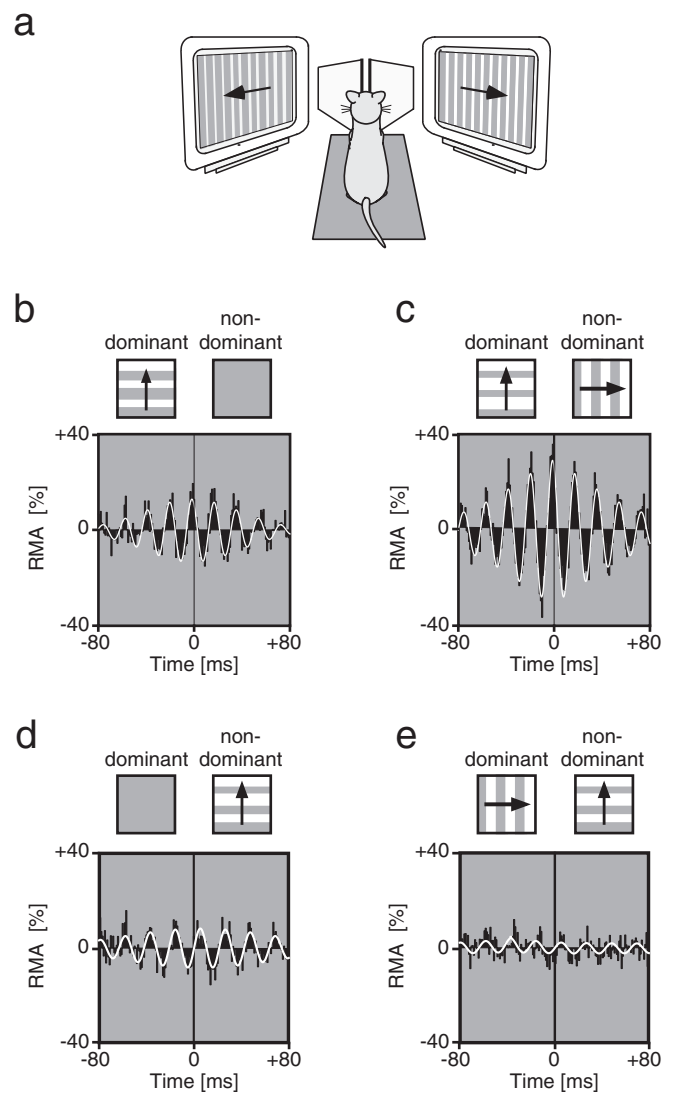 a
b
c
non-
non-
dominant dominant
dominant dominant
+40
+40
RMA [%]
RMA [%]
0
0
-40
-40
-80 0 +80
-80 0 +80
Time [ms]
Time [ms]
d
e
non-
non-
dominant dominant
dominant dominant
+40
+40
RMA [%]
RMA [%]
0
0
-40
-40
-80 0 +80
-80 0 +80
Time [ms]
Time [ms]